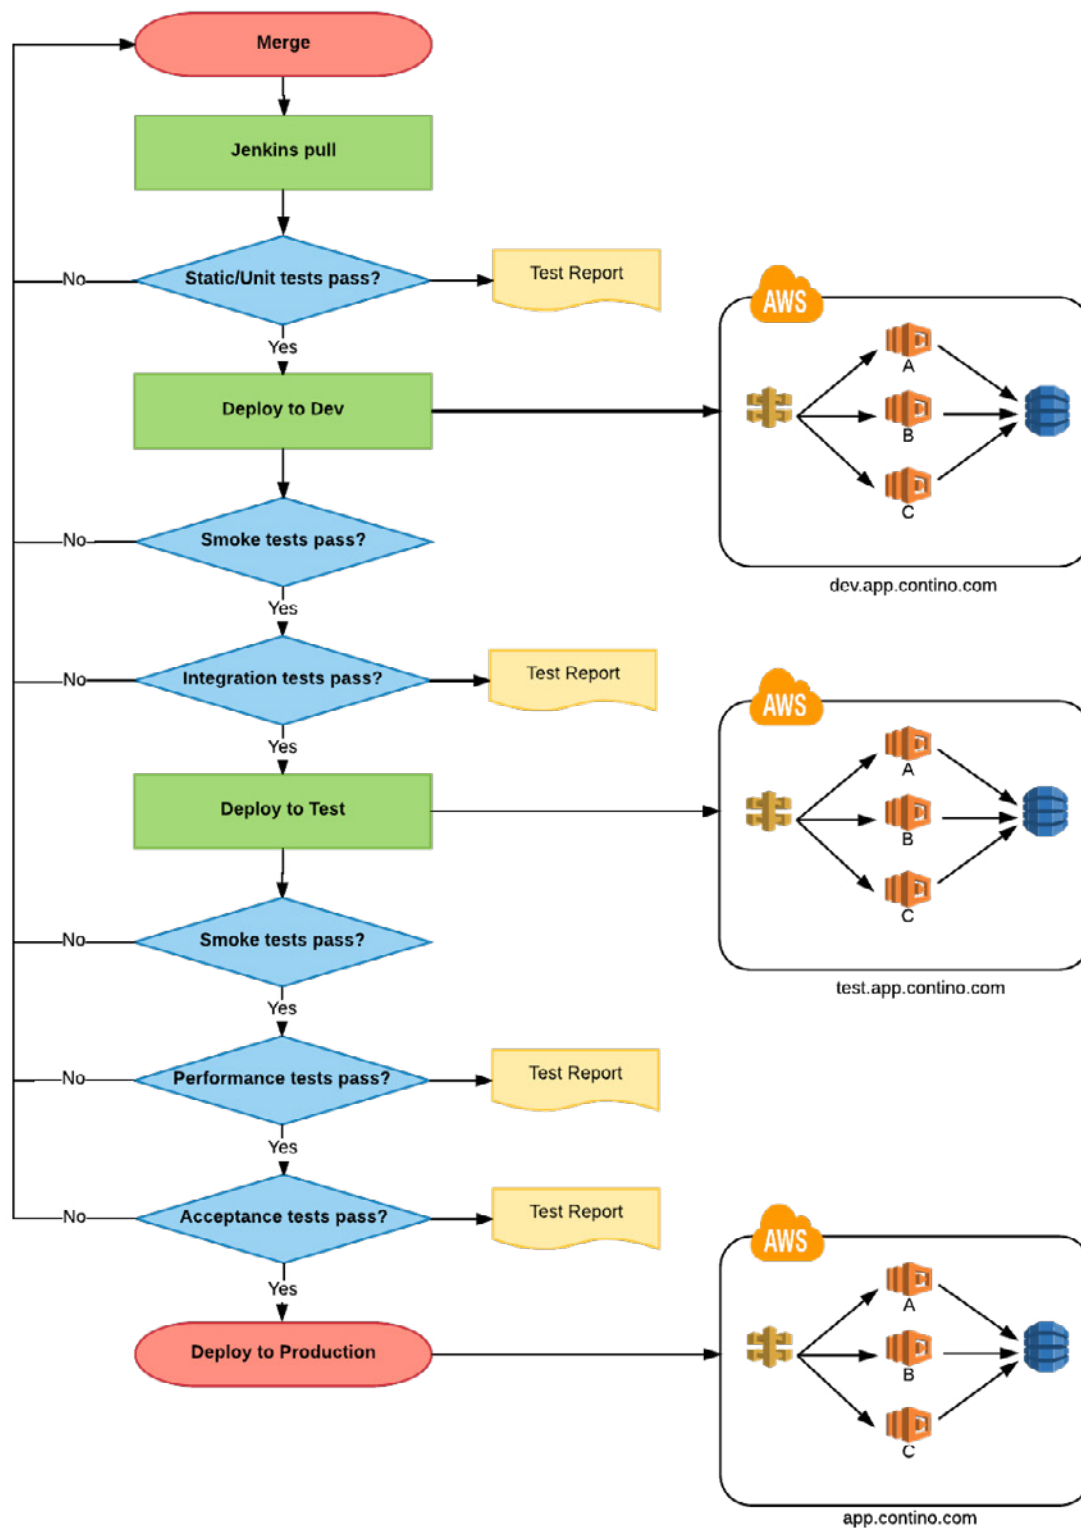 Merge
Jenkins pull
Static/Unit tests pass?
No
Test Report
Yes
AWS
A
B
C
dev.app.contino.com
Deploy to Dev
Smoke tests pass?
No
Yes
Integration tests pass?
No
Test Report
Yes
AWS
A
B
C
test.app.contino.com
Deploy to Test
Smoke tests pass?
No
Yes
Performance tests pass?
No
Test Report
Yes
Acceptance tests pass?
No
Test Report
Yes
AWS
A
B
C
app.contino.com
Deploy to Production